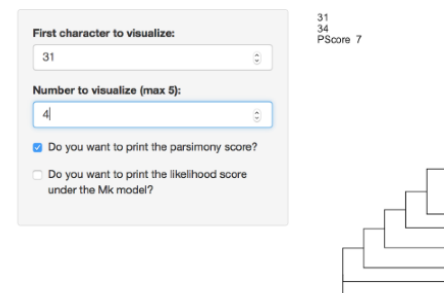 First character to visualize:
31
Number to visualize (max 5):
4
Do you want to print the parsimony score?
Do you want to print the likelihood score
under the Mk model?
31
34
PScore 7